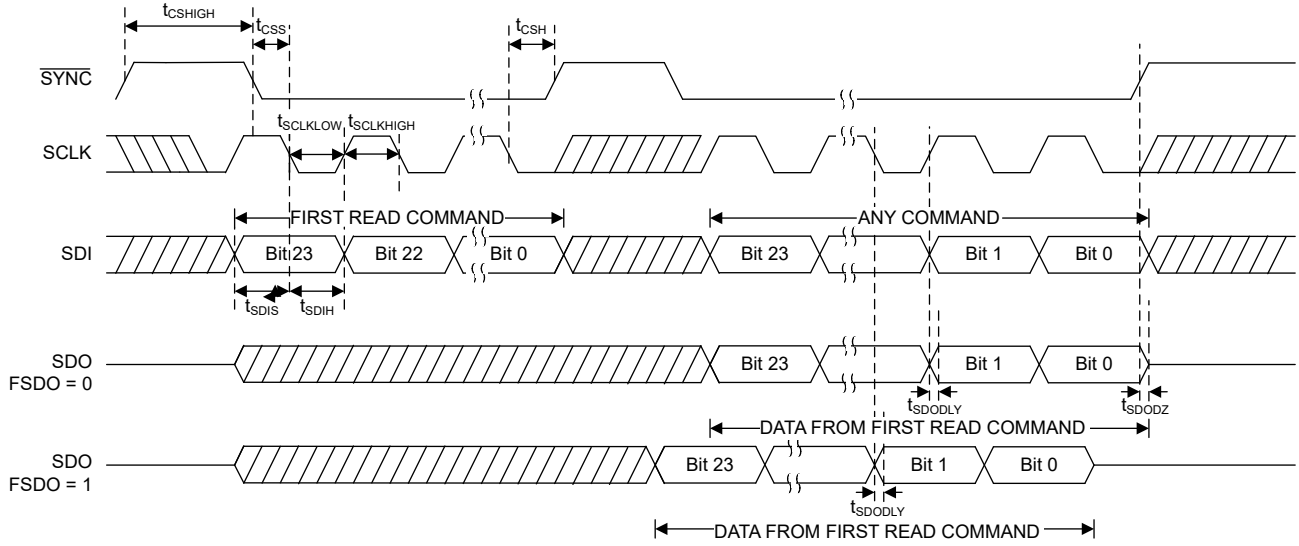 tCSHIGH
tCSS
tCSH
SYNC
tSCLKLOW
tSCLKHIGH
SCLK
FIRST READ COMMAND
ANY COMMAND
SDI
Bit 23
Bit 22
Bit 0
Bit 23
Bit 1
Bit 0
tSDIS
tSDIH
SDO
FSDO = 0
Bit 23
Bit 1
Bit 0
tSDODLY
tSDODZ
DATA FROM FIRST READ COMMAND
SDO
FSDO = 1
Bit 23
Bit 1
Bit 0
tSDODLY
DATA FROM FIRST READ COMMAND